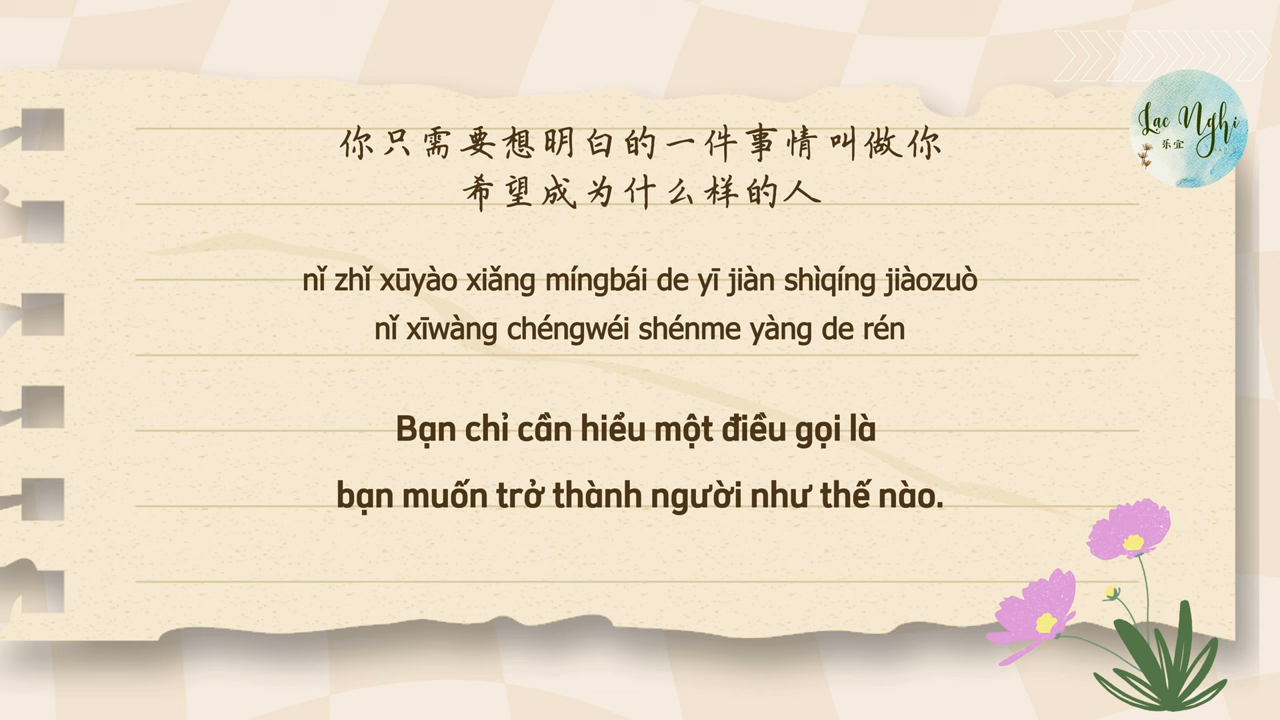 你只需要想明白的一件事情叫做你
希望成为什么样的人
nǐ zhǐ xūyào xiǎng míngbái de yī jiàn shìqíng jiàozuò
nǐ xīwàng chéngwéi shénme yàng de rén
Bạn chỉ cần hiểu một điều gọi là
bạn muốn trở thành người như thế nào.
Lac Nghi
乐宜